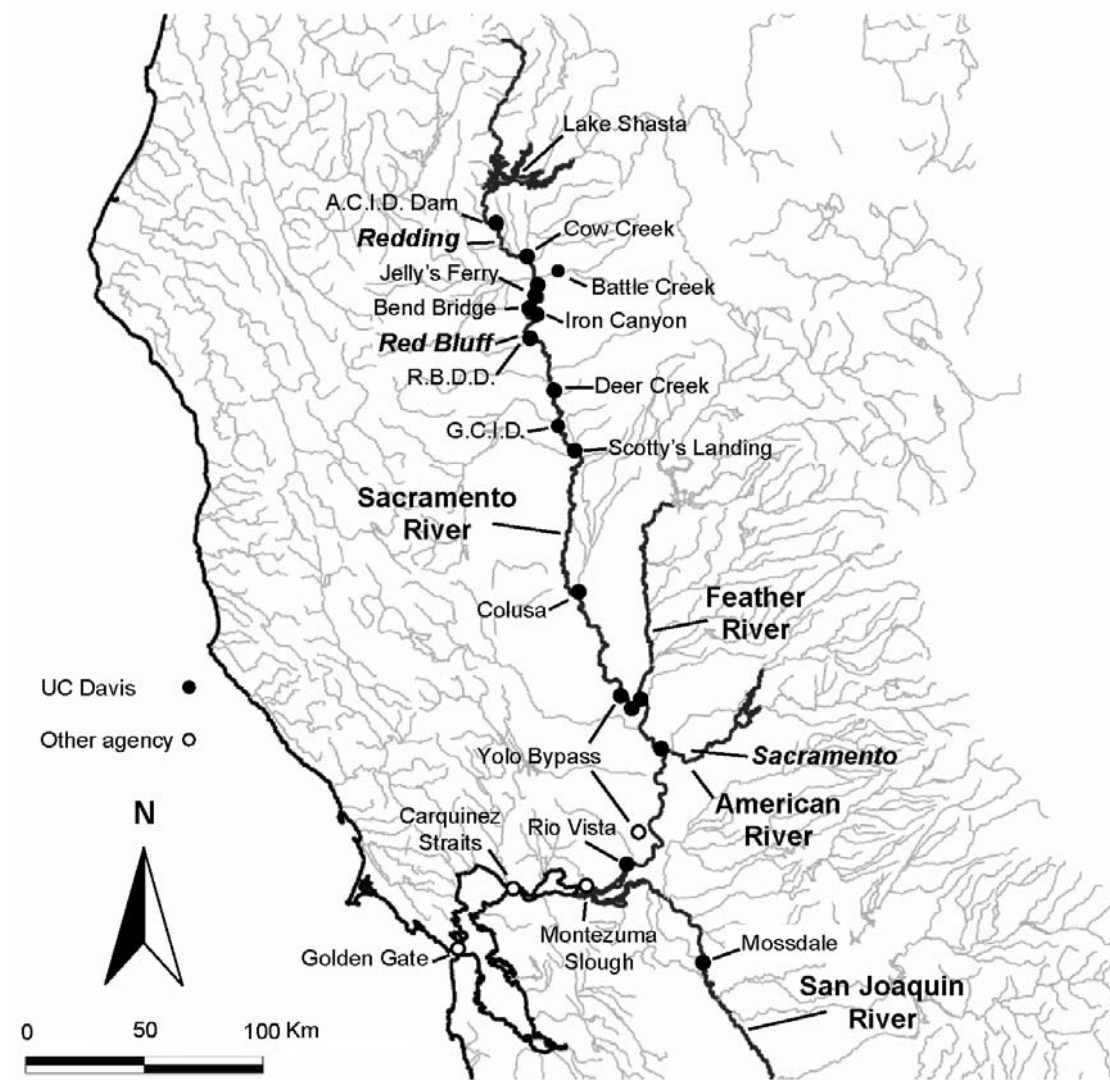 Lake Shasta
A.C.I.D. Dam
Redding
Cow Creek
Jelly's Ferry
Battle Creek
Bend Bridge
Iron Canyon
Red Bluff
R.B.D.D.
Deer Creek
G.C.I.D.
Scotty's Landing
Sacramento
River
Colusa
Feather
River
UC Davis
Other agency
Yolo Bypass
Sacramento
American
River
N
Carquinez
Straits
Rio Vista
Golden Gate
Montezuma
Slough
Mossdale
San Joaquin
River
0 50 100 Km